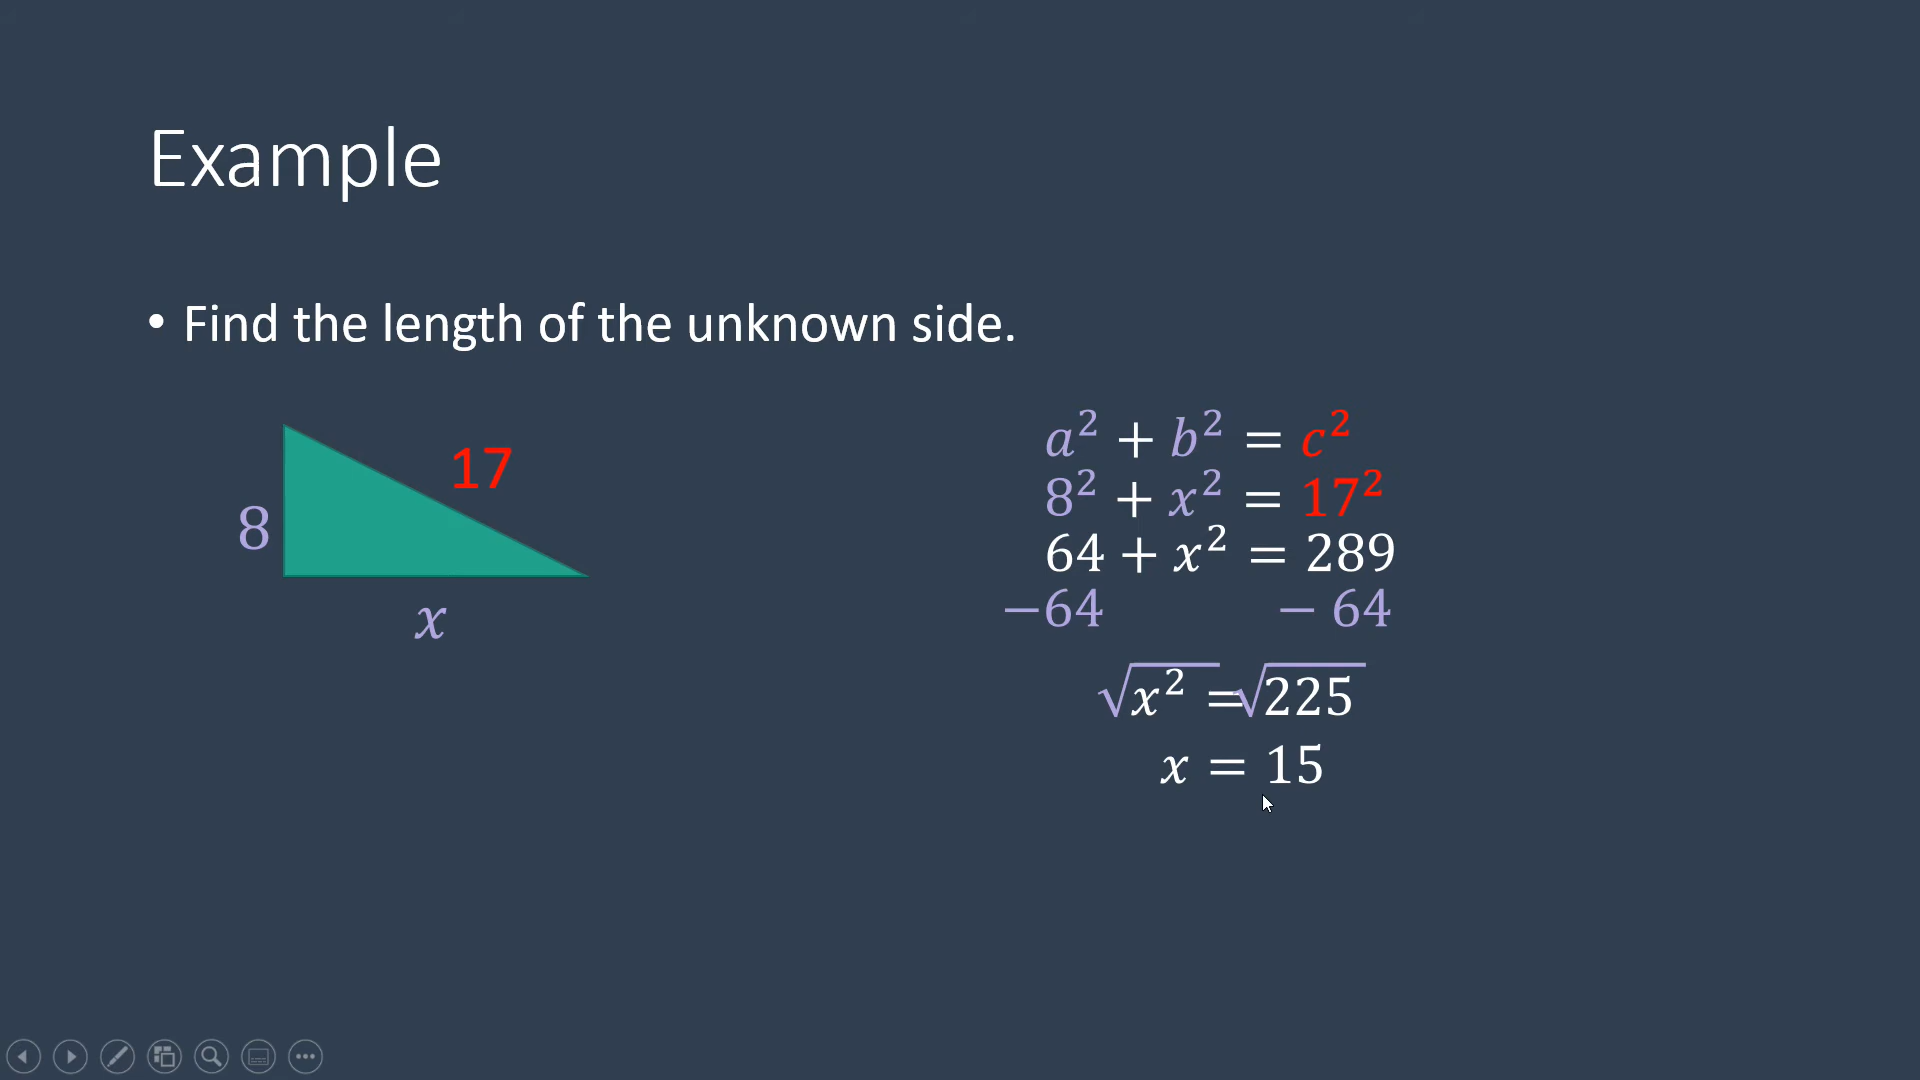 Example
• Find the length of the unknown side.
17
8
x
a² + b² = c²
8² + x² = 17²
64 + x² = 289
−64 − 64
√x² = √225
x = 15